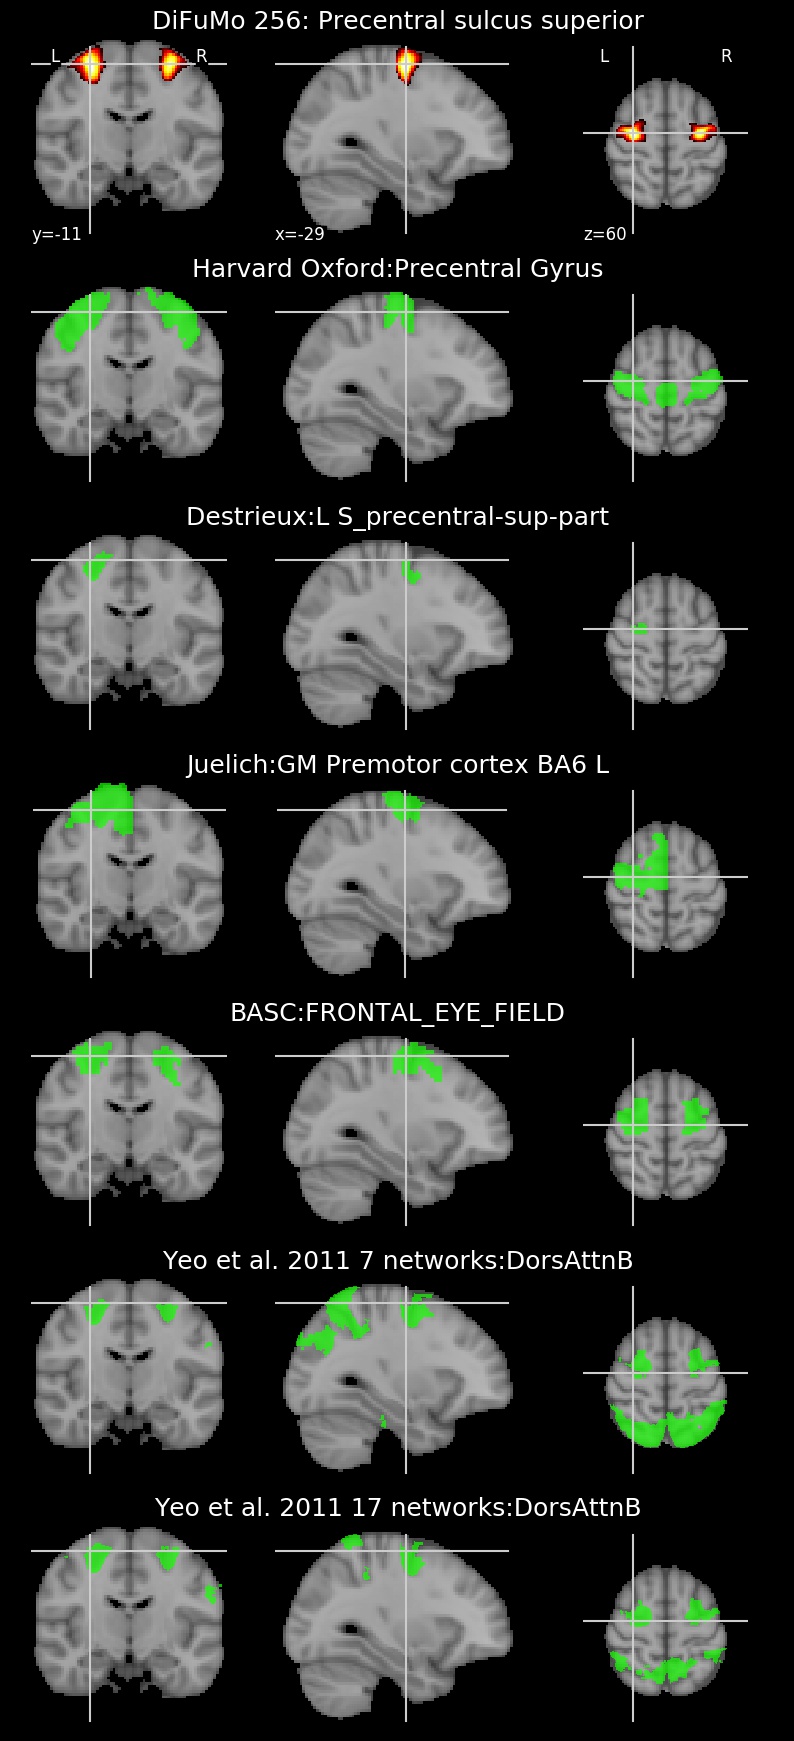 DiFuMo 256: Precentral sulcus superior
L R
L R
y=-11 x=-29 z=60
Harvard Oxford:Precentral Gyrus
Destrieux:L S_precentral-sup-part
Juelich:GM Premotor cortex BA6 L
BASC:FRONTAL_EYE_FIELD
Yeo et al. 2011 7 networks:DorsAttnB
Yeo et al. 2011 17 networks:DorsAttnB